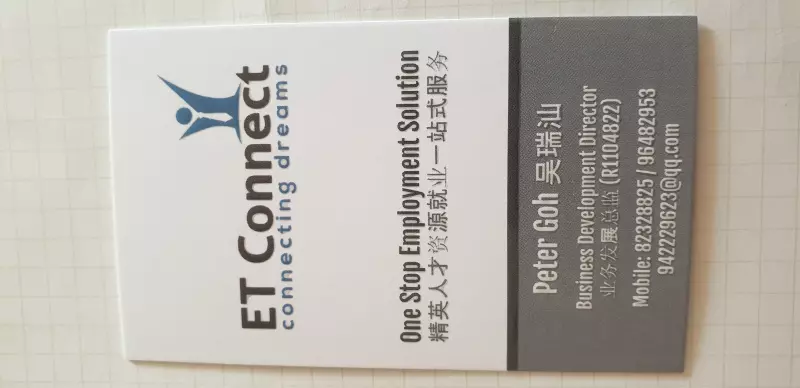 ET Connect
connecting dreams
One Stop Employment Solution
精英人才资源就业一站式服务
Peter Goh 吴瑞汕
Business Development Director
业务发展总监 (R1104822)
Mobile: 82328825 / 96482953
942229623@qq.com